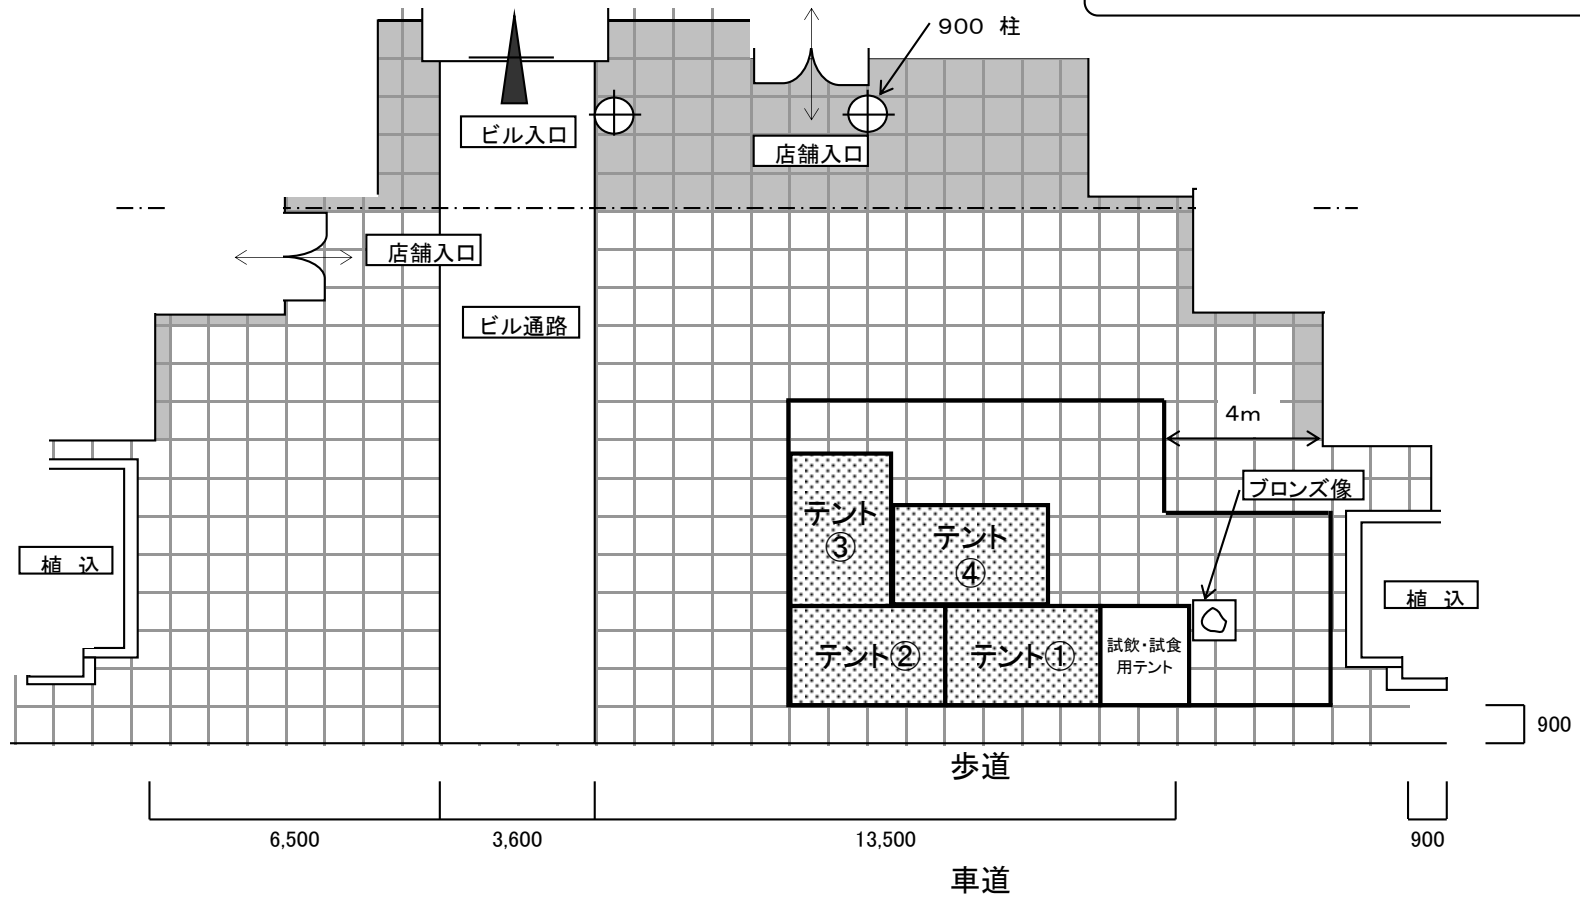 900 柱
ビル入口
店舗入口
店舗入口
ビル通路
4m
ブロンズ像
テント
③
テント
④
植 込
植 込
テント②
テント①
試飲・試食
用テント
900
歩道
6,500
3,600
13,500
900
車道